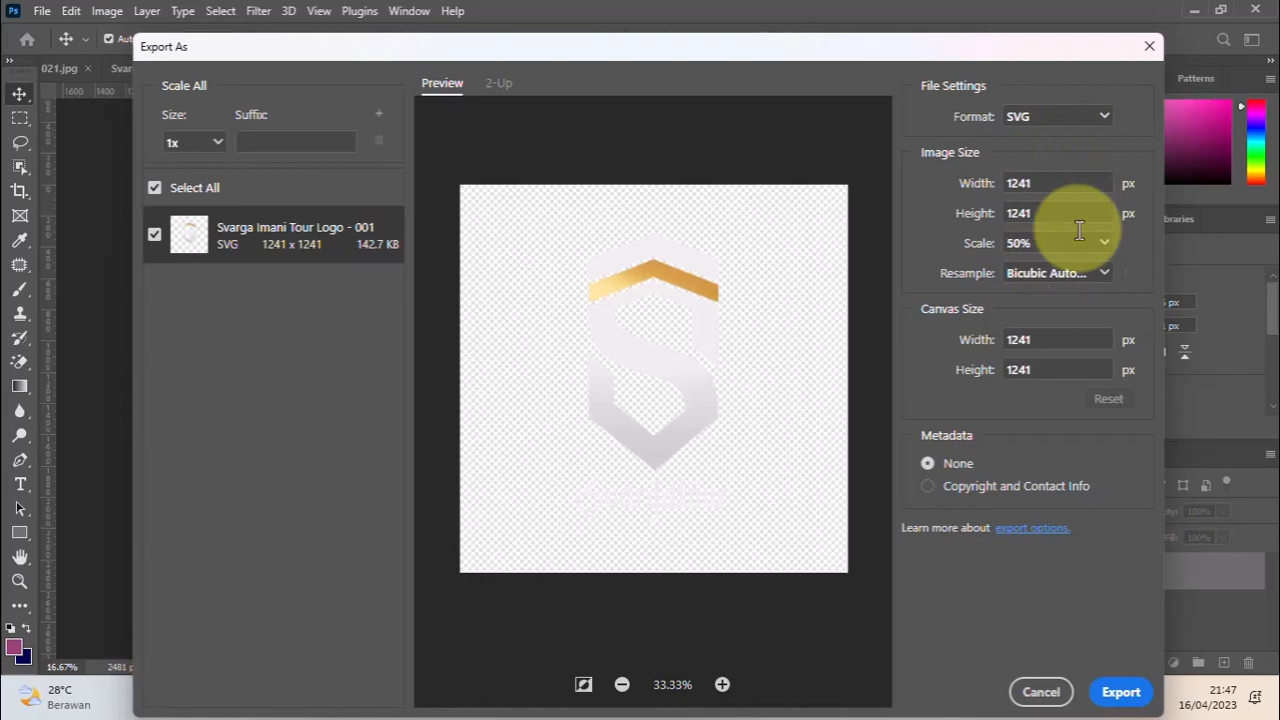 Ps File Edit Image Layer Type Select Filter 3D View Plugins Window Help
Export As
021.jpg
1600 1400
Scale All
Size: Suffix:
1x
Select All
Svarga Imani Tour Logo - 001
SVG 1241 x 1241 142.7 KB
Preview 2-Up
33.33%
File Settings
Format: SVG
Image Size
Width: 1241 px
Height: 1241 px
Scale: 50%
Resample: Bicubic Auto...
Canvas Size
Width: 1241 px
Height: 1241 px
Reset
Metadata
None
Copyright and Contact Info
Learn more about export options.
Cancel Export
Patterns
16.67%
28°C
Berawan
21:47
16/04/2023